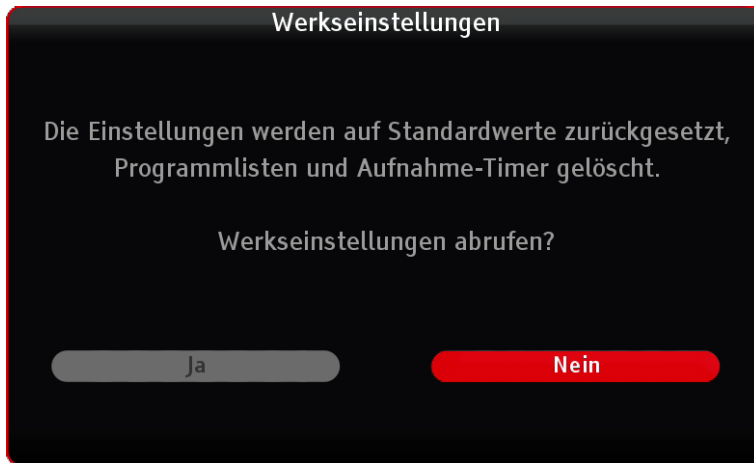 Werkseinstellungen
Die Einstellungen werden auf Standardwerte zurückgesetzt,
Programmlisten und Aufnahme-Timer gelöscht.
Werkseinstellungen abrufen?
Ja
Nein